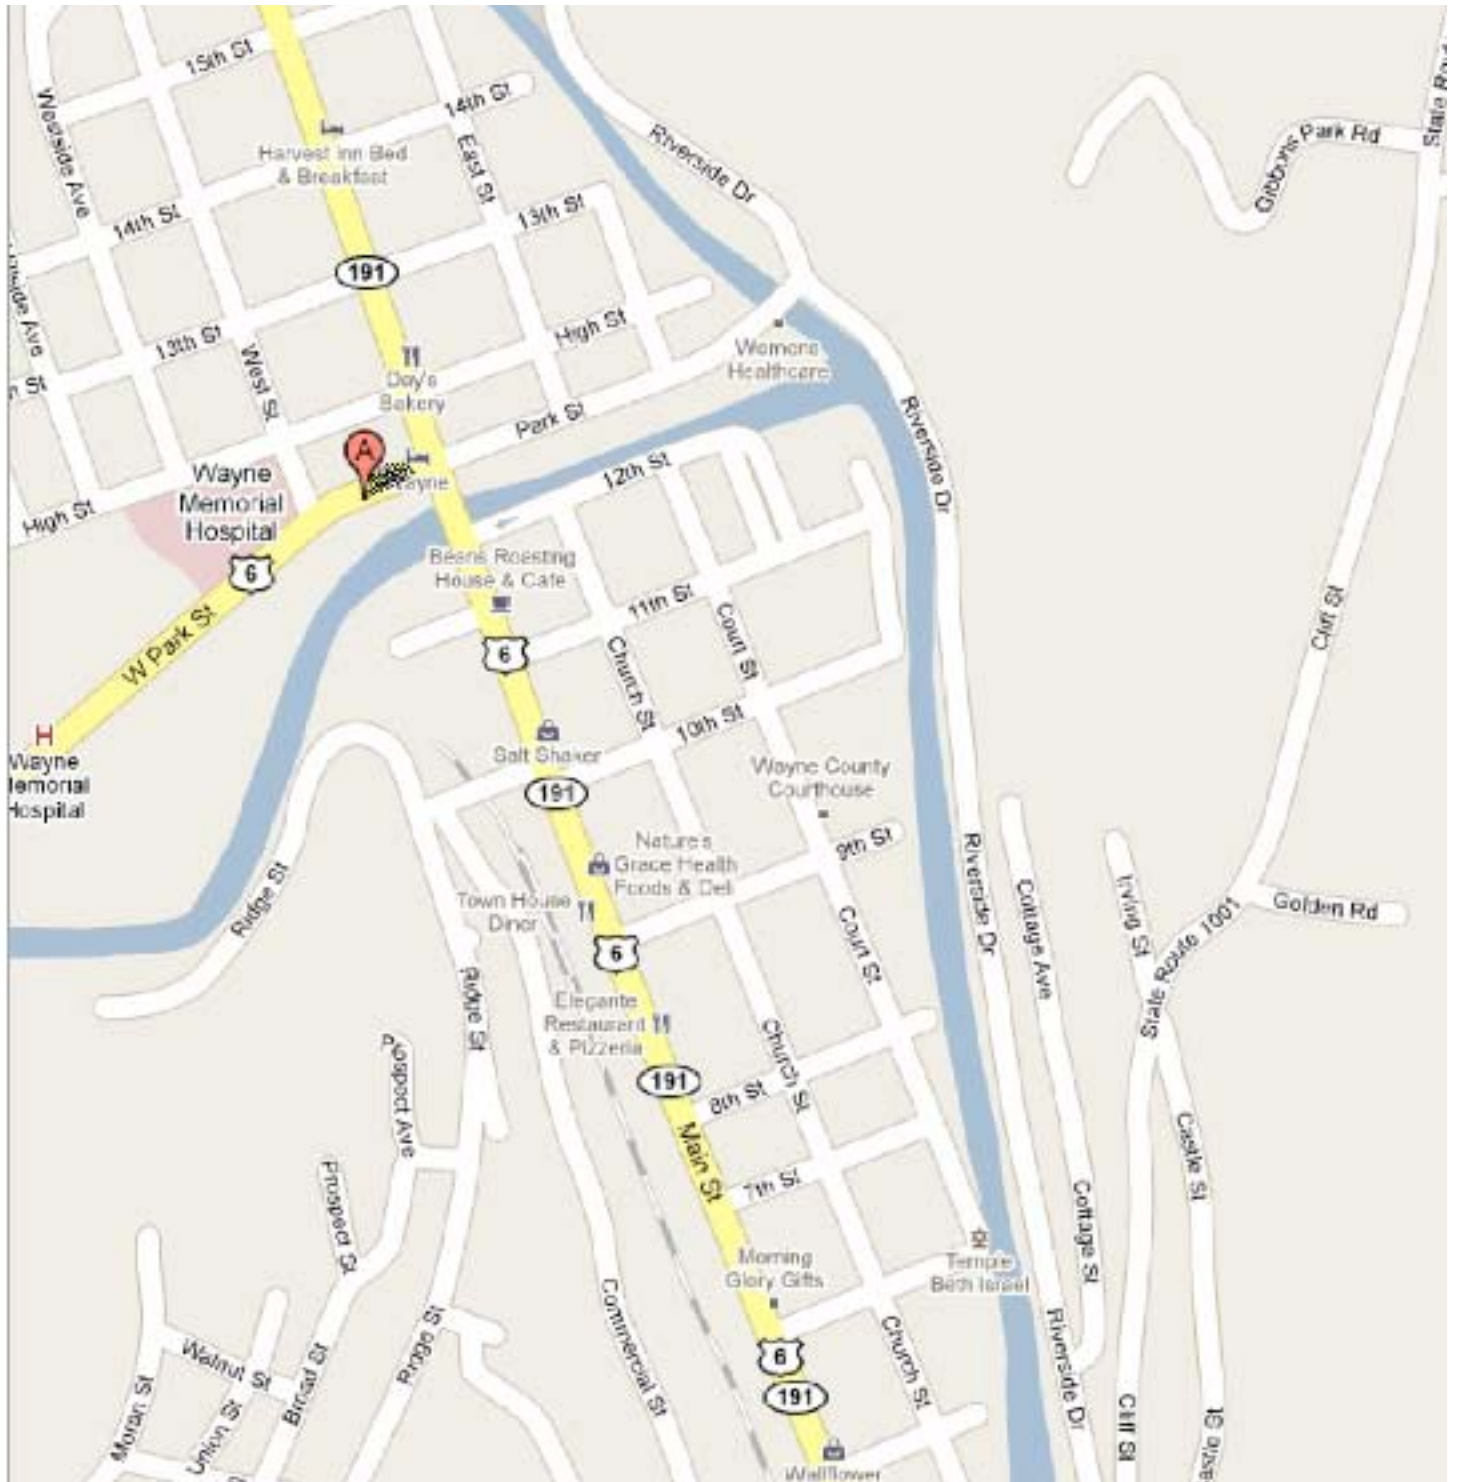 15th St
14th St
Westside Ave
Harvest Inn Bed
& Breakfast
East St
Riverside Dr
Park Rd
Gibbons
14th St
13th St
191
High St
13th St
West St
Day's
Bakery
Womens
Healthcare
Park St
Riverside Dr
A
Wayne
Memorial
Hospital
12th St
High St
6
Beans Roasting
House & Cafe
11th St
Court St
Cliff St
W Park St
6
Church St
10th St
H
Wayne
Salt Shaker
Wayne County
Courthouse
191
Nature's
Grace Health
Foods & Deli
9th St
Riverside Dr
Cottage Ave
Irving St
Golden Rd
State Route 1001
Ridge St
Town House
Diner
Court St
6
Ridge St
Elegante
Restaurant
& Pizzeria
Church St
191
8th St
Prospect Ave
Main St
7th St
Castle St
Prospect St
Cottage St
Morning
Glory Gifts
Temple
Beth Israel
Commercial St
Riverside Dr
Walnut St
Broad St
Ridge St
6
191
Church St
Moran St
Union St
Cliff St
Wallflower